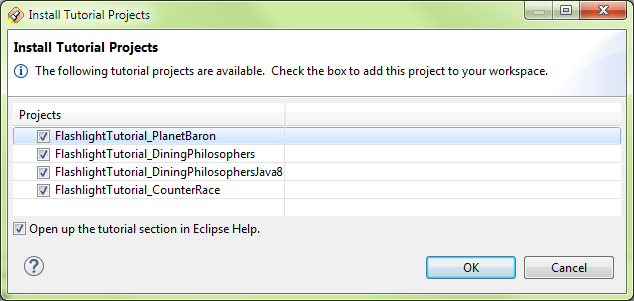 Install Tutorial Projects
Install Tutorial Projects
The following tutorial projects are available.  Check the box to add this project to your workspace.
Projects
FlashlightTutorial_PlanetBaron
FlashlightTutorial_DiningPhilosophers
FlashlightTutorial_DiningPhilosophersJava8
FlashlightTutorial_CounterRace
Open up the tutorial section in Eclipse Help.
OK Cancel